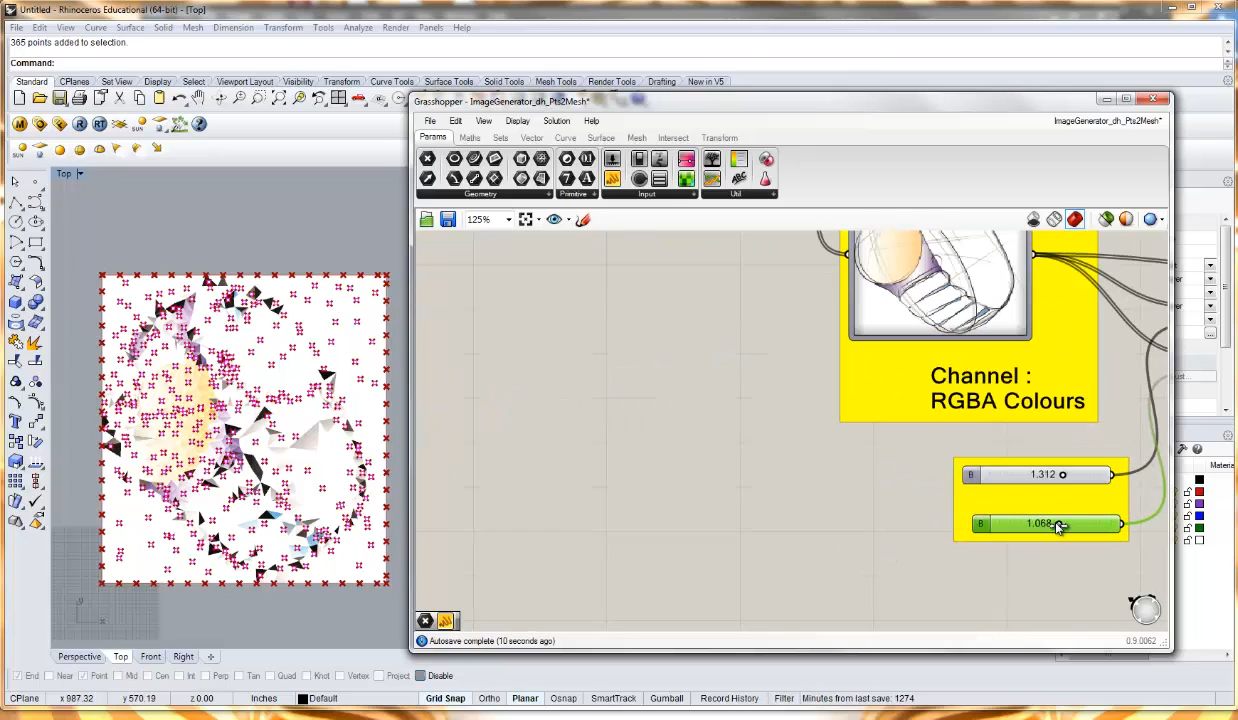 Untitled - Rhinoceros Educational (64-bit) - [Top]
File Edit View Curve Surface Solid Mesh Dimension Transform Tools Analyze Render Panels Help
365 points added to selection.
Command:
Standard CPlanes Set View Display Select Viewport Layout Visibility Transform Curve Tools Surface Tools Solid Tools Mesh Tools Render Tools Drafting New in V5
Grasshopper - ImageGenerator_dh_Pts2Mesh*
File Edit View Display Solution Help
ImageGenerator_dh_Pts2Mesh*
Params Maths Sets Vector Curve Surface Mesh Intersect Transform
Geometry Primitive Input Util
125%
Top
Channel :
RGBA Colours
B 1.312
B 1.068
Materia
Autosave complete (10 seconds ago)
0.9.0062
Perspective Top Front Right
End Near Point Mid Cen Int Perp Tan Quad Knot Vertex Project Disable
CPlane x 987.32 y 570.19 z 0.00 Inches Default Grid Snap Ortho Planar Osnap SmartTrack Gumball Record History Filter Minutes from last save: 1274